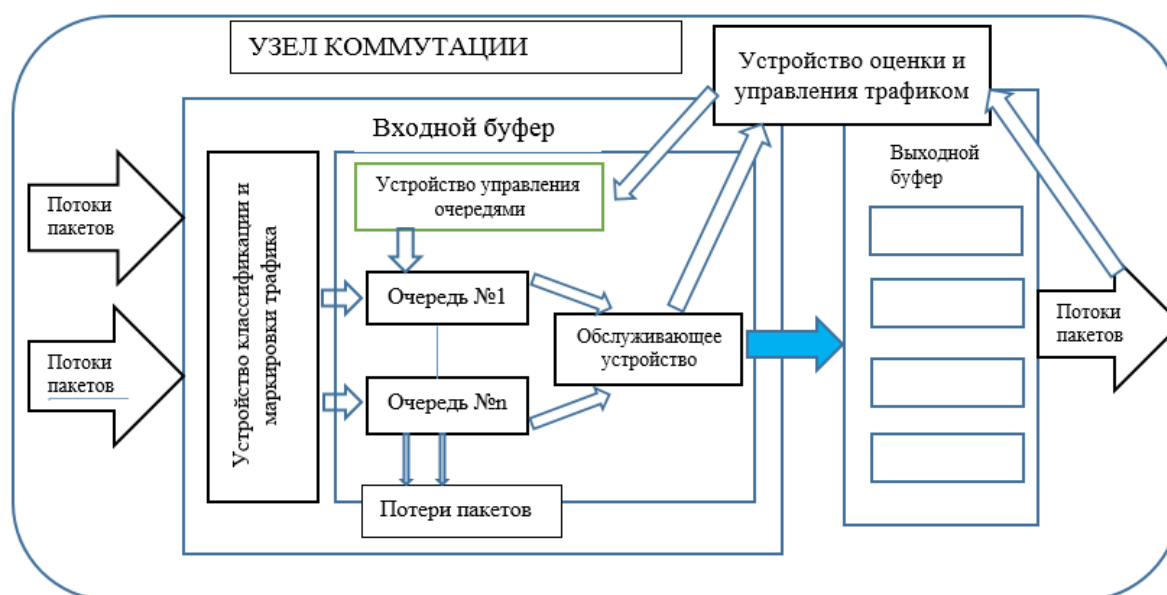 УЗЕЛ КОММУТАЦИИ
Устройство оценки и
управления трафиком
Входной буфер
Выходной
буфер
Устройство управления
очередями
Потоки
пакетов
Потоки
пакетов
Устройство классификации и
маркировки трафика
Очередь №1
Очередь №n
Обслуживающее
устройство
Потоки
пакетов
Потери пакетов